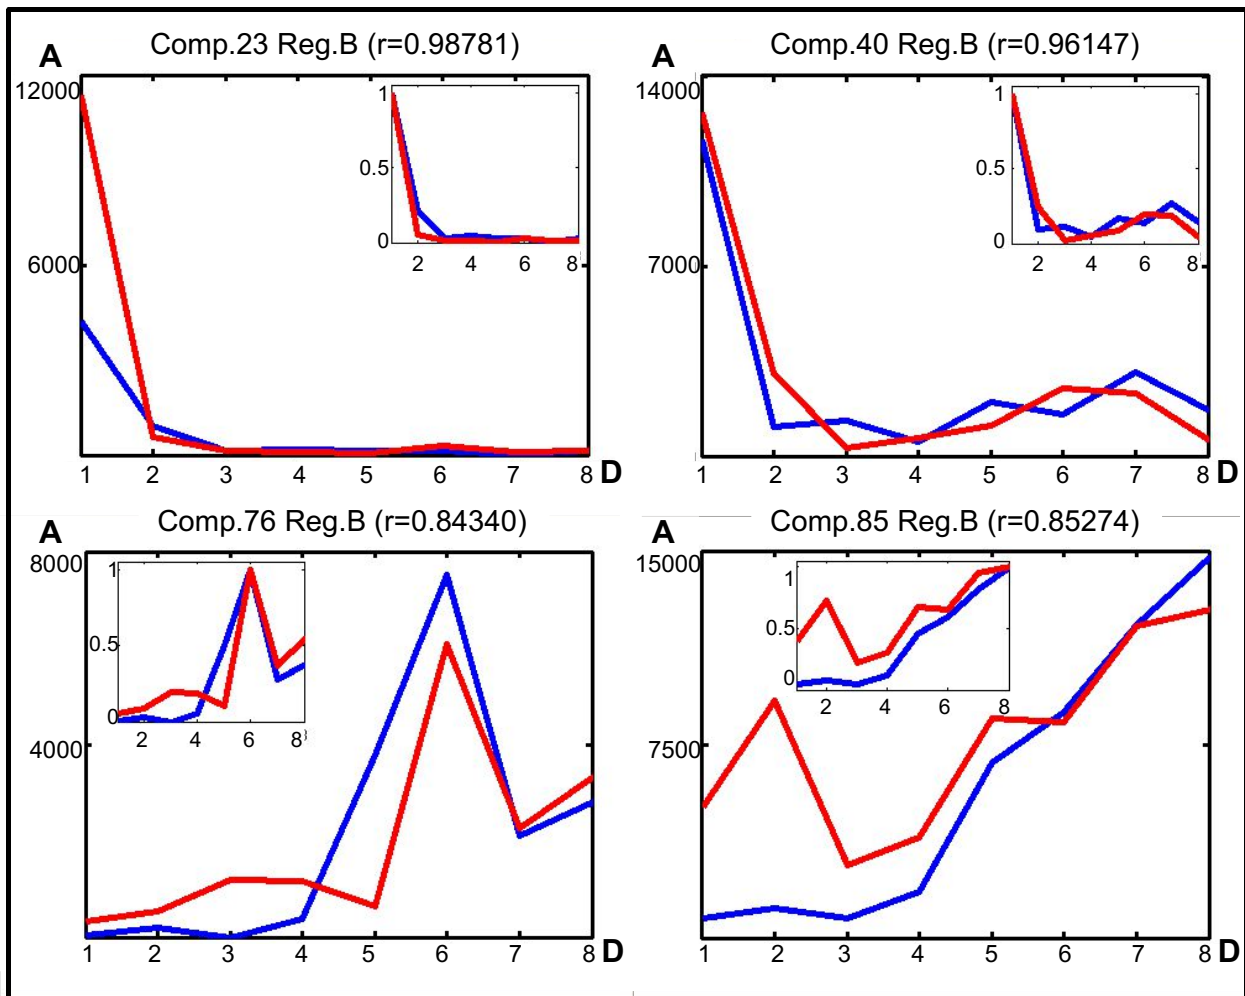 Comp.23 Reg.B (r=0.98781)
A
12000
6000
1
0.5
0
2 4 6 8
1 2 3 4 5 6 7 8 D
Comp.40 Reg.B (r=0.96147)
A
14000
7000
1
0.5
0
2 4 6 8
1 2 3 4 5 6 7 8 D
Comp.76 Reg.B (r=0.84340)
A
8000
4000
1
0.5
0
2 4 6 8
1 2 3 4 5 6 7 8 D
Comp.85 Reg.B (r=0.85274)
A
15000
7500
1
0.5
0
2 4 6 8
1 2 3 4 5 6 7 8 D